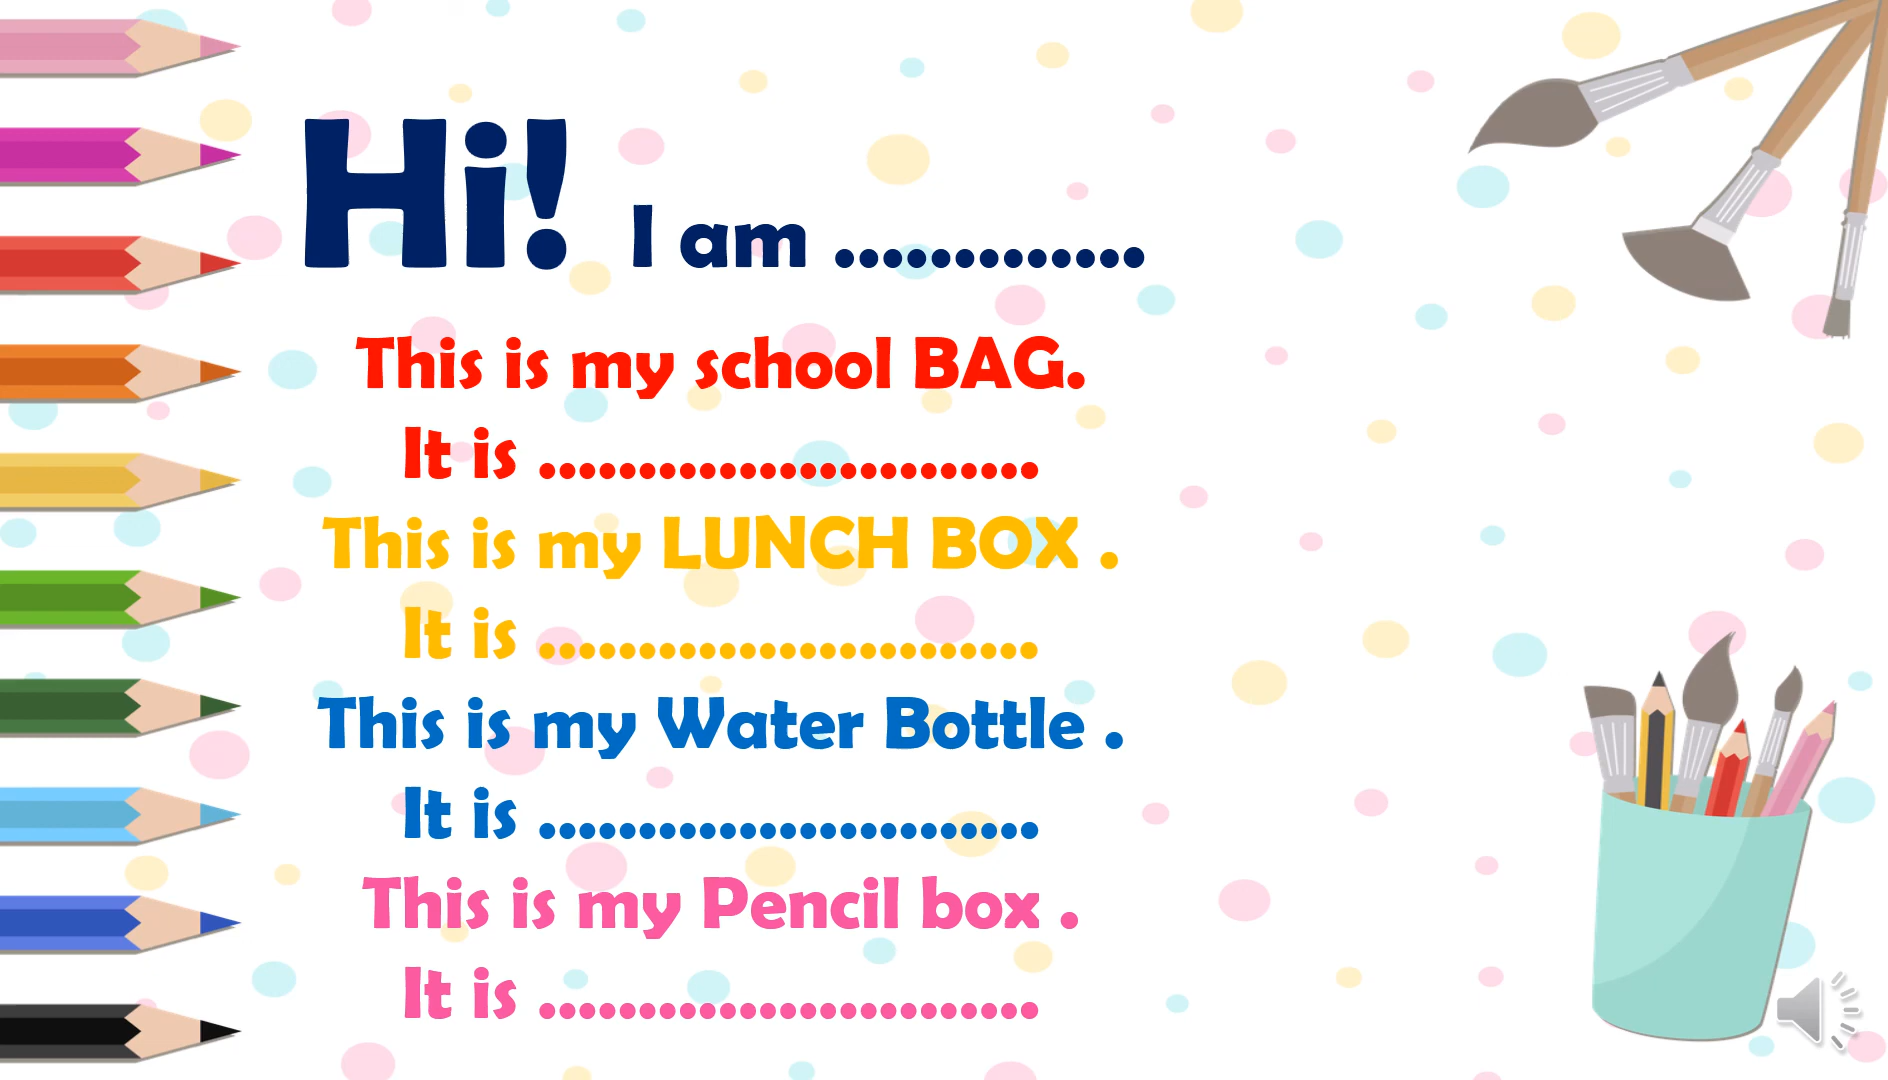 Hi! I am .............
This is my school BAG.
It is .........................
This is my LUNCH BOX .
It is .........................
This is my Water Bottle .
It is .........................
This is my Pencil box .
It is .........................